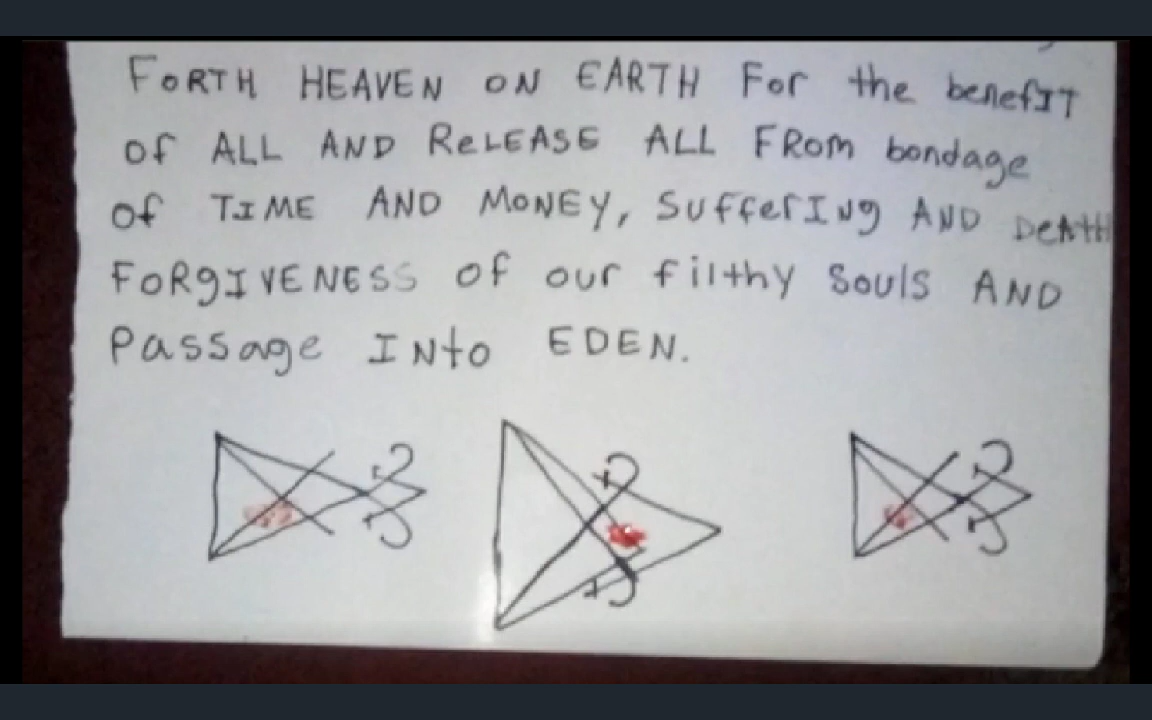 FORTH HEAVEN ON EARTH FOR the benefIT
of ALL AND RELEASE ALL FROM bondage
of TIME AND MONEY, SuffeRINg AND DeATH
FORgIVENESS of our filthy Souls AND
Passage INto EDEN.